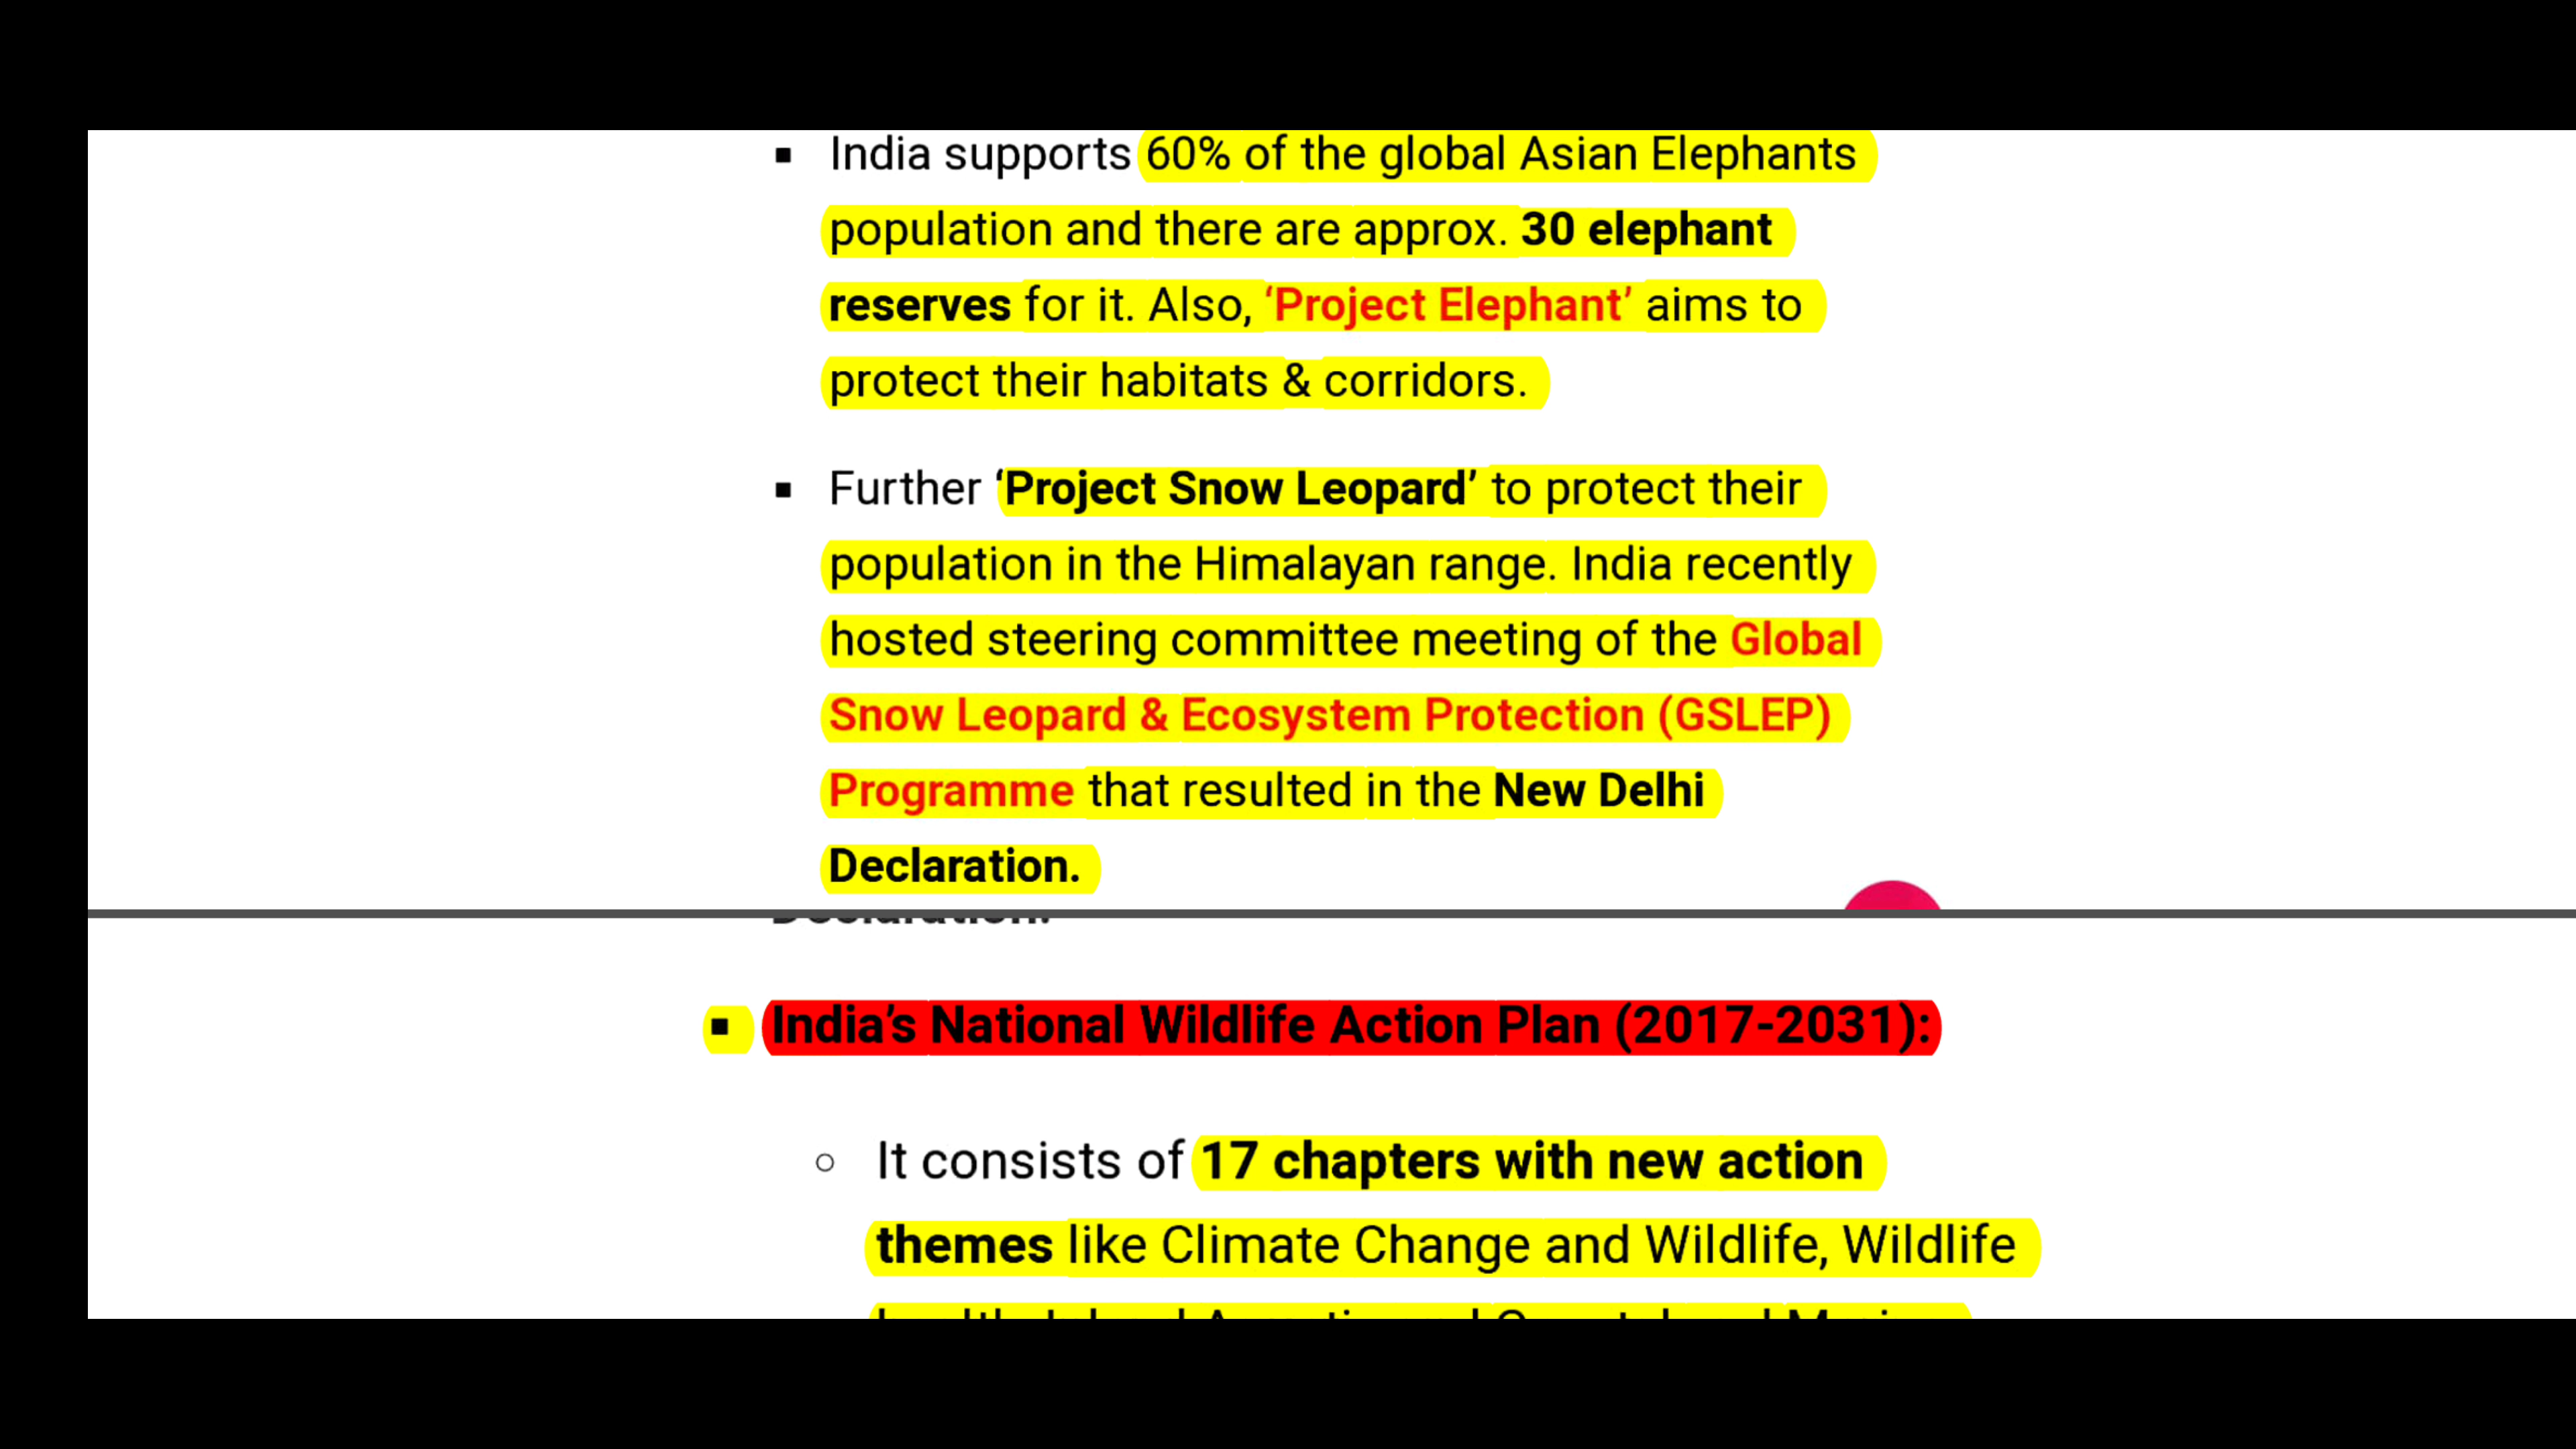 ▪ India supports 60% of the global Asian Elephants
population and there are approx. 30 elephant
reserves for it. Also, ‘Project Elephant’ aims to
protect their habitats & corridors.
▪ Further ‘Project Snow Leopard’ to protect their
population in the Himalayan range. India recently
hosted steering committee meeting of the Global
Snow Leopard & Ecosystem Protection (GSLEP)
Programme that resulted in the New Delhi
Declaration.
▪ India’s National Wildlife Action Plan (2017-2031):
○ It consists of 17 chapters with new action
themes like Climate Change and Wildlife, Wildlife